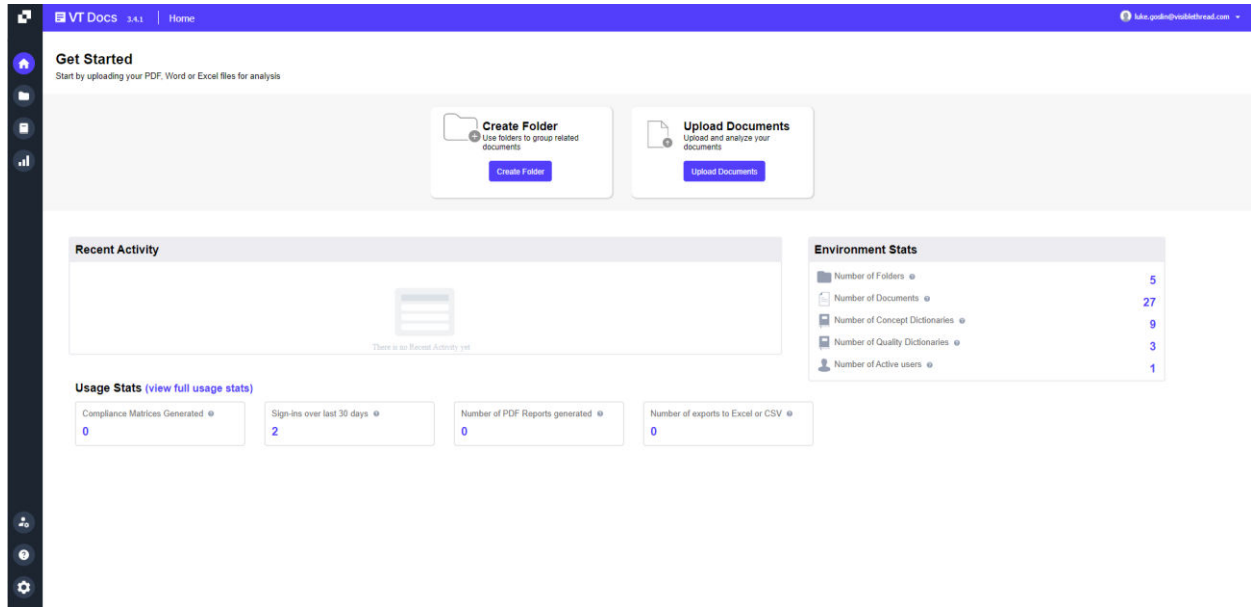 VT Docs 3.4.1 Home
luke.goslin@visiblethread.com
Get Started
Start by uploading your PDF, Word or Excel files for analysis
Create Folder
Use folders to group related
documents
Create Folder
Upload Documents
Upload and analyze your
documents
Upload Documents
Recent Activity
There is no Recent Activity yet
Environment Stats
Number of Folders 5
Number of Documents 27
Number of Concept Dictionaries 9
Number of Quality Dictionaries 3
Number of Active users 1
Usage Stats (view full usage stats)
Compliance Matrices Generated
0
Sign-ins over last 30 days
2
Number of PDF Reports generated
0
Number of exports to Excel or CSV
0